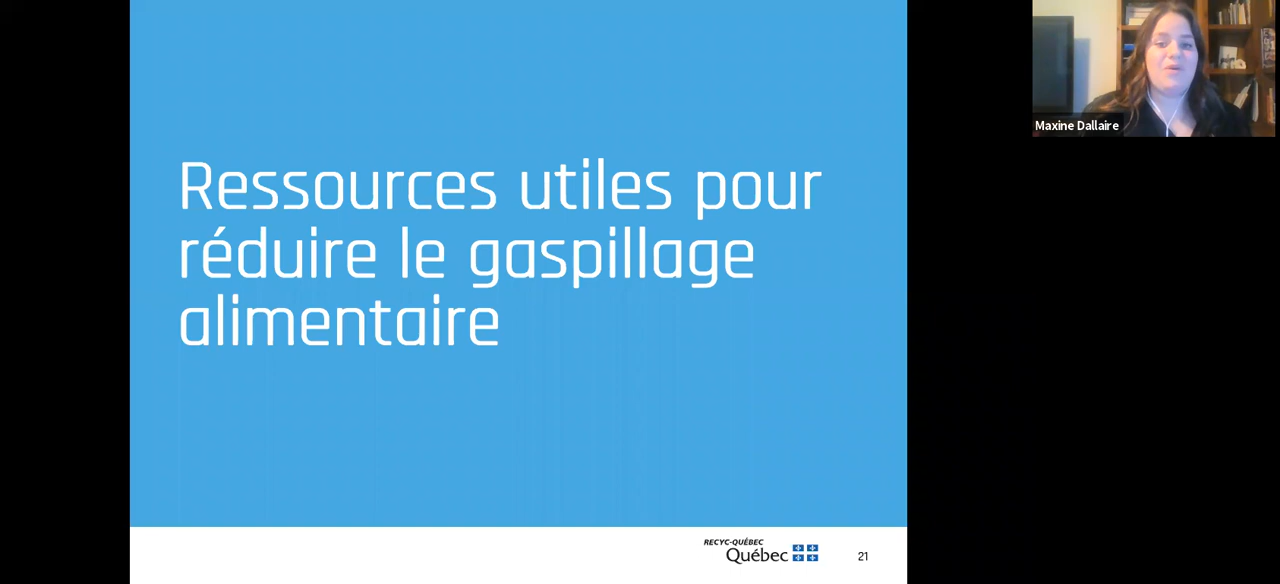 Ressources utiles pour
réduire le gaspillage
alimentaire
RECYC-QUÉBEC
Québec
21
Maxine Dallaire